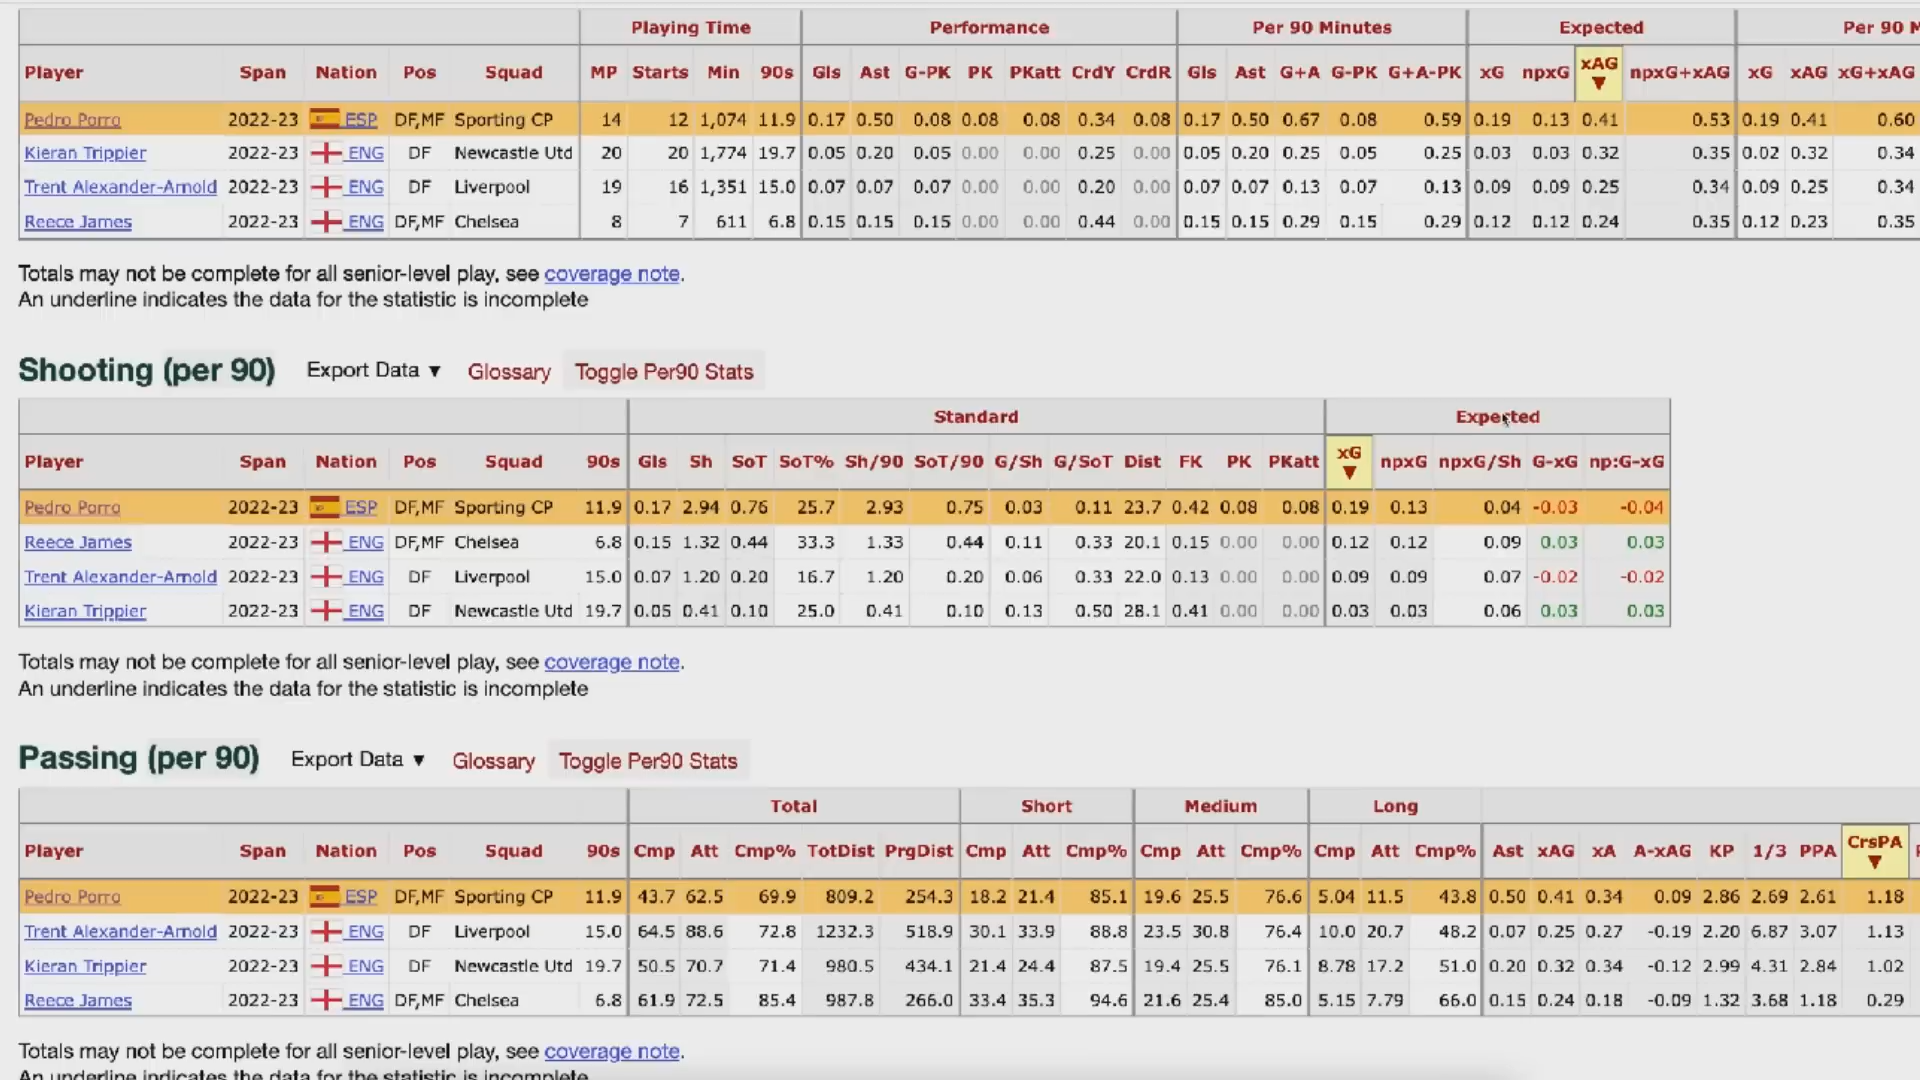 Playing Time Performance Per 90 Minutes Expected Per 90 M
Player Span Nation Pos Squad MP Starts Min 90s Gls Ast G-PK PK PKatt CrdY CrdR Gls Ast G+A G-PK G+A-PK xG npxG xAG ▼ npxG+xAG xG xAG xG+xAG
Pedro Porro 2022-23 ESP DF,MF Sporting CP 14 12 1,074 11.9 0.17 0.50 0.08 0.08 0.08 0.34 0.08 0.17 0.50 0.67 0.08 0.59 0.19 0.13 0.41 0.53 0.19 0.41 0.60
Kieran Trippier 2022-23 ENG DF Newcastle Utd 20 20 1,774 19.7 0.05 0.20 0.05 0.00 0.00 0.25 0.00 0.05 0.20 0.25 0.05 0.25 0.03 0.03 0.32 0.35 0.02 0.32 0.34
Trent Alexander-Arnold 2022-23 ENG DF Liverpool 19 16 1,351 15.0 0.07 0.07 0.07 0.00 0.00 0.20 0.00 0.07 0.07 0.13 0.07 0.13 0.09 0.09 0.25 0.34 0.09 0.25 0.34
Reece James 2022-23 ENG DF,MF Chelsea 8 7 611 6.8 0.15 0.15 0.15 0.00 0.00 0.44 0.00 0.15 0.15 0.29 0.15 0.29 0.12 0.12 0.24 0.35 0.12 0.23 0.35
Totals may not be complete for all senior-level play, see coverage note.
An underline indicates the data for the statistic is incomplete
Shooting (per 90) Export Data ▼ Glossary Toggle Per90 Stats
Standard Expected
Player Span Nation Pos Squad 90s Gls Sh SoT SoT% Sh/90 SoT/90 G/Sh G/SoT Dist FK PK PKatt xG ▼ npxG npxG/Sh G-xG np:G-xG
Pedro Porro 2022-23 ESP DF,MF Sporting CP 11.9 0.17 2.94 0.76 25.7 2.93 0.75 0.03 0.11 23.7 0.42 0.08 0.08 0.19 0.13 0.04 -0.03 -0.04
Reece James 2022-23 ENG DF,MF Chelsea 6.8 0.15 1.32 0.44 33.3 1.33 0.44 0.11 0.33 20.1 0.15 0.00 0.00 0.12 0.12 0.09 0.03 0.03
Trent Alexander-Arnold 2022-23 ENG DF Liverpool 15.0 0.07 1.20 0.20 16.7 1.20 0.20 0.06 0.33 22.0 0.13 0.00 0.00 0.09 0.09 0.07 -0.02 -0.02
Kieran Trippier 2022-23 ENG DF Newcastle Utd 19.7 0.05 0.41 0.10 25.0 0.41 0.10 0.13 0.50 28.1 0.41 0.00 0.00 0.03 0.03 0.06 0.03 0.03
Totals may not be complete for all senior-level play, see coverage note.
An underline indicates the data for the statistic is incomplete
Passing (per 90) Export Data ▼ Glossary Toggle Per90 Stats
Total Short Medium Long
Player Span Nation Pos Squad 90s Cmp Att Cmp% TotDist PrgDist Cmp Att Cmp% Cmp Att Cmp% Cmp Att Cmp% Ast xAG xA A-xAG KP 1/3 PPA CrsPA ▼
Pedro Porro 2022-23 ESP DF,MF Sporting CP 11.9 43.7 62.5 69.9 809.2 254.3 18.2 21.4 85.1 19.6 25.5 76.6 5.04 11.5 43.8 0.50 0.41 0.34 0.09 2.86 2.69 2.61 1.18
Trent Alexander-Arnold 2022-23 ENG DF Liverpool 15.0 64.5 88.6 72.8 1232.3 518.9 30.1 33.9 88.8 23.5 30.8 76.4 10.0 20.7 48.2 0.07 0.25 0.27 -0.19 2.20 6.87 3.07 1.13
Kieran Trippier 2022-23 ENG DF Newcastle Utd 19.7 50.5 70.7 71.4 980.5 434.1 21.4 24.4 87.5 19.4 25.5 76.1 8.78 17.2 51.0 0.20 0.32 0.34 -0.12 2.99 4.31 2.84 1.02
Reece James 2022-23 ENG DF,MF Chelsea 6.8 61.9 72.5 85.4 987.8 266.0 33.4 35.3 94.6 21.6 25.4 85.0 5.15 7.79 66.0 0.15 0.24 0.18 -0.09 1.32 3.68 1.18 0.29
Totals may not be complete for all senior-level play, see coverage note.
An underline indicates the data for the statistic is incomplete